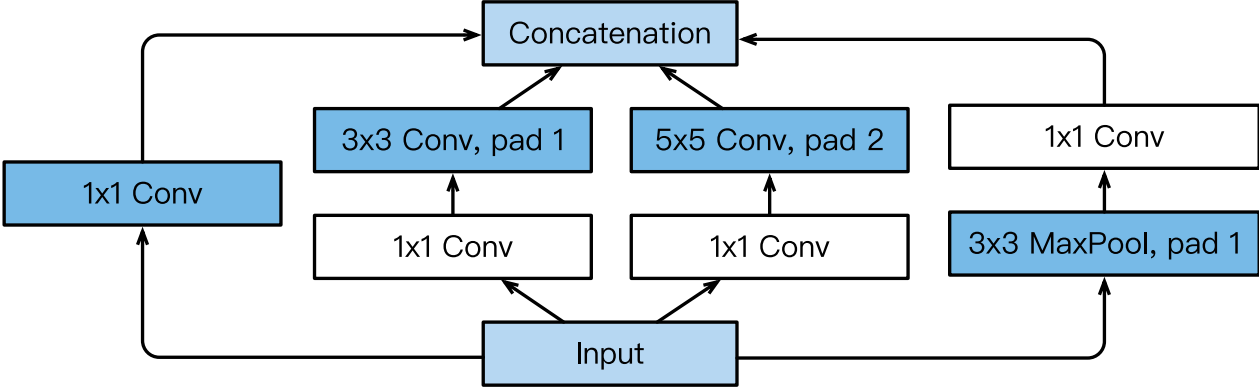 Concatenation
3x3 Conv, pad 1
5x5 Conv, pad 2
1x1 Conv
1x1 Conv
1x1 Conv
1x1 Conv
3x3 MaxPool, pad 1
Input